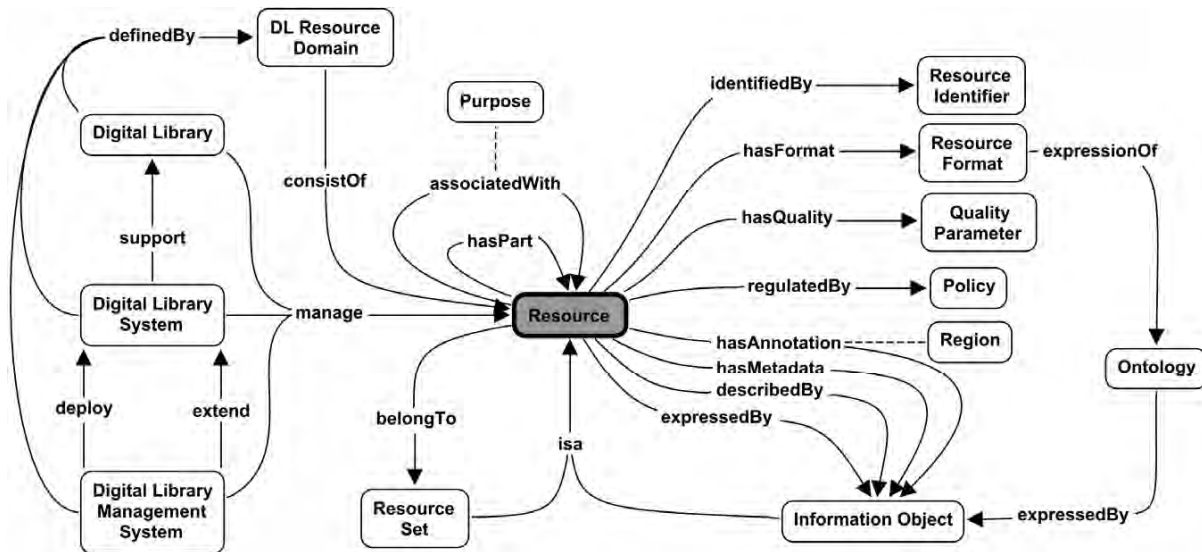 definedBy
DL Resource
Domain
identifiedBy
Resource
Identifier
Purpose
Digital Library
hasFormat
Resource
Format
expressionOf
consistOf
associatedWith
support
hasPart
hasQuality
Quality
Parameter
Digital Library
System
manage
Resource
regulatedBy
Policy
hasAnnotation
Region
hasMetadata
describedBy
Ontology
deploy
extend
belongTo
expressedBy
isa
Digital Library
Management
System
Resource
Set
Information Object
expressedBy